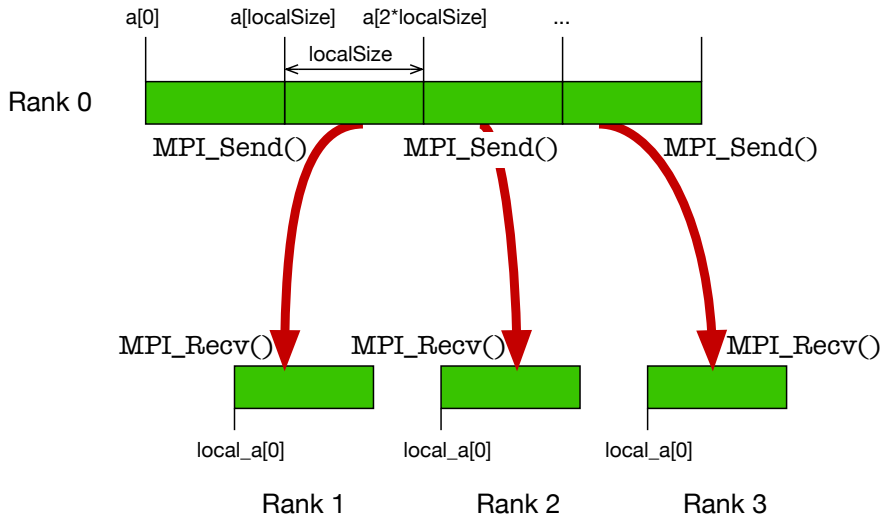 a[0] a[localSize] a[2*localSize] ...
localSize
Rank 0
MPI_Send() MPI_Send() MPI_Send()
MPI_Recv() MPI_Recv() MPI_Recv()
local_a[0] local_a[0] local_a[0]
Rank 1 Rank 2 Rank 3